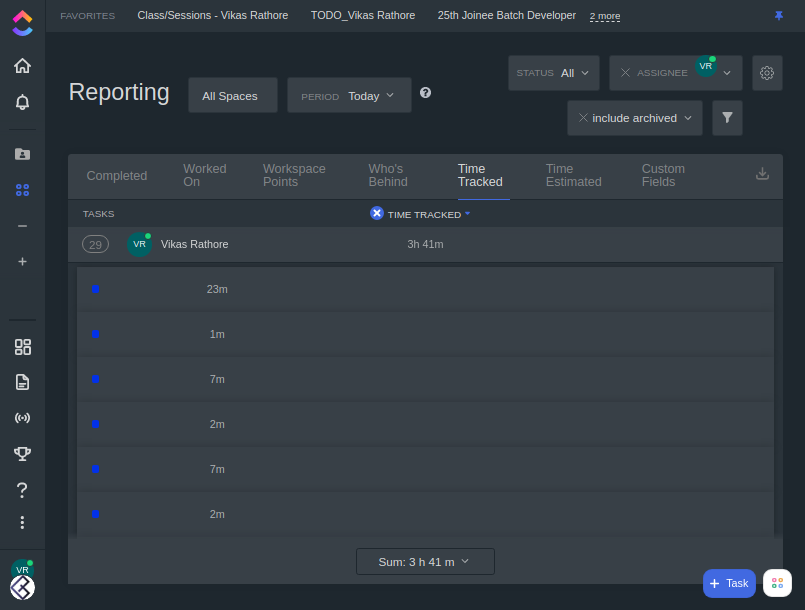 FAVORITES Class/Sessions - Vikas Rathore TODO_Vikas Rathore 25th Joinee Batch Developer 2 more
Reporting All Spaces PERIOD Today STATUS All ASSIGNEE VR
include archived
Completed Worked On Workspace Points Who's Behind Time Tracked Time Estimated Custom Fields
TASKS TIME TRACKED
29 VR Vikas Rathore 3h 41m
23m
1m
7m
2m
7m
2m
Sum: 3 h 41 m
VR
+ Task